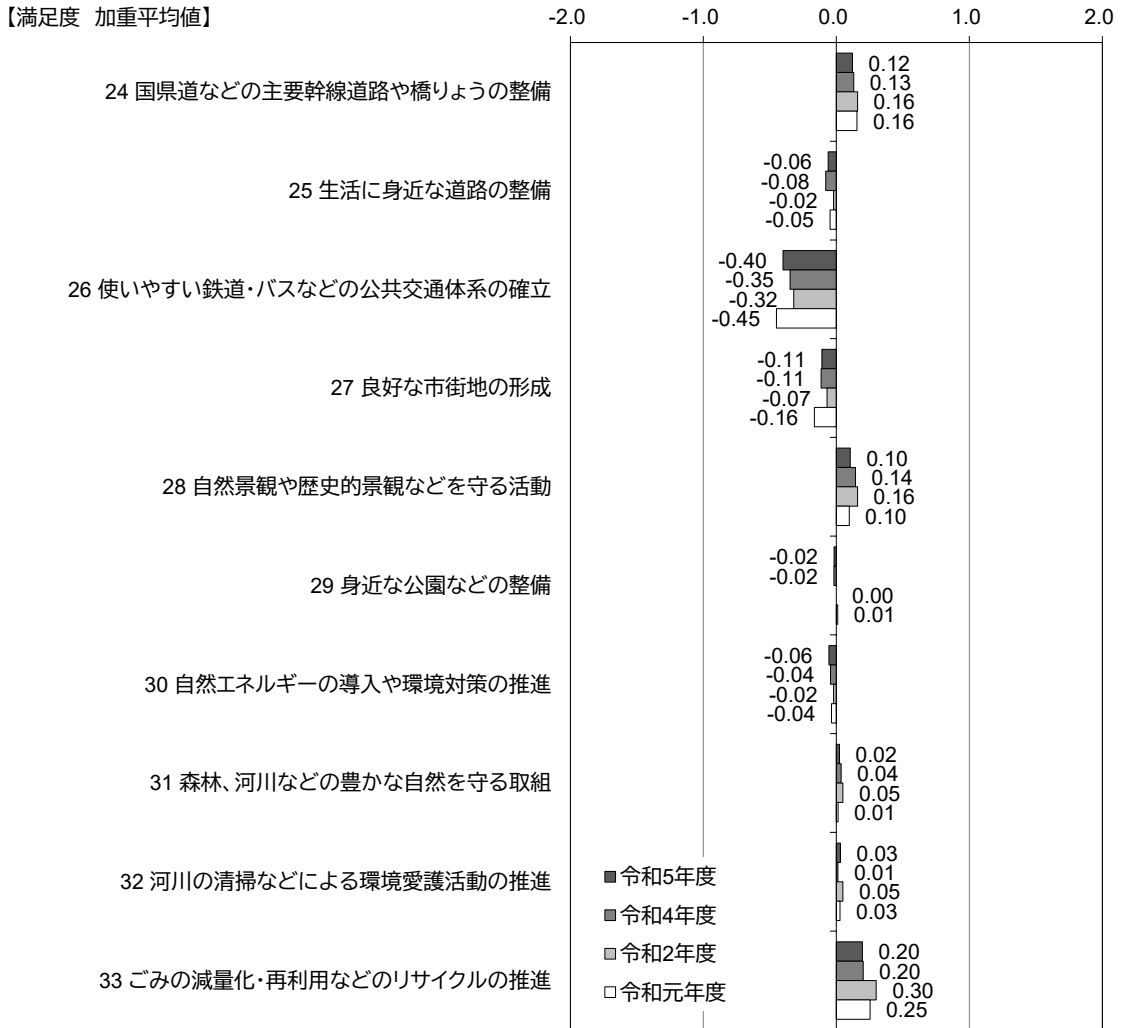 【満足度 加重平均値】
-2.0 -1.0 0.0 1.0 2.0
24 国県道などの主要幹線道路や橋りょうの整備
0.12
0.13
0.16
0.16
25 生活に身近な道路の整備
-0.06
-0.08
-0.02
-0.05
26 使いやすい鉄道・バスなどの公共交通体系の確立
-0.40
-0.35
-0.32
-0.45
27 良好な市街地の形成
-0.11
-0.11
-0.07
-0.16
28 自然景観や歴史的景観などを守る活動
0.10
0.14
0.16
0.10
29 身近な公園などの整備
-0.02
-0.02
0.00
0.01
30 自然エネルギーの導入や環境対策の推進
-0.06
-0.04
-0.02
-0.04
31 森林、河川などの豊かな自然を守る取組
0.02
0.04
0.05
0.01
32 河川の清掃などによる環境愛護活動の推進
0.03
0.01
0.05
0.03
33 ごみの減量化・再利用などのリサイクルの推進
0.20
0.20
0.30
0.25
令和5年度
令和4年度
令和2年度
令和元年度